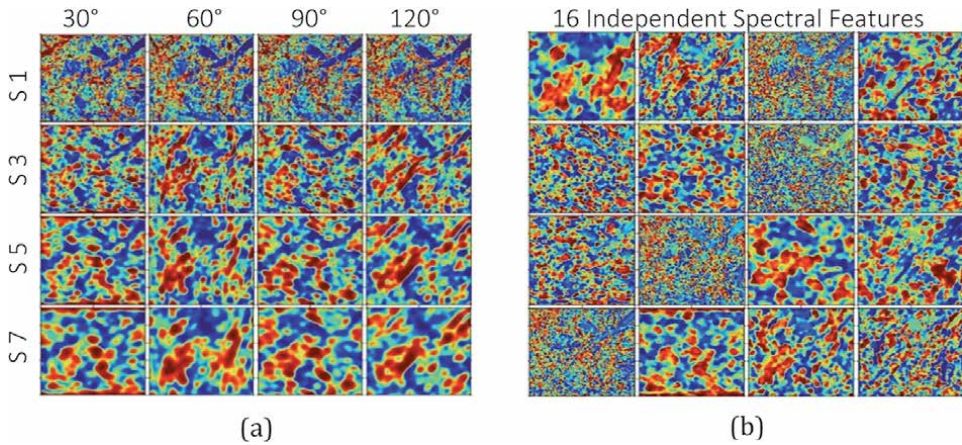 30° 60° 90° 120°
16 Independent Spectral Features
S 1
S 3
S 5
S 7
(a)
(b)